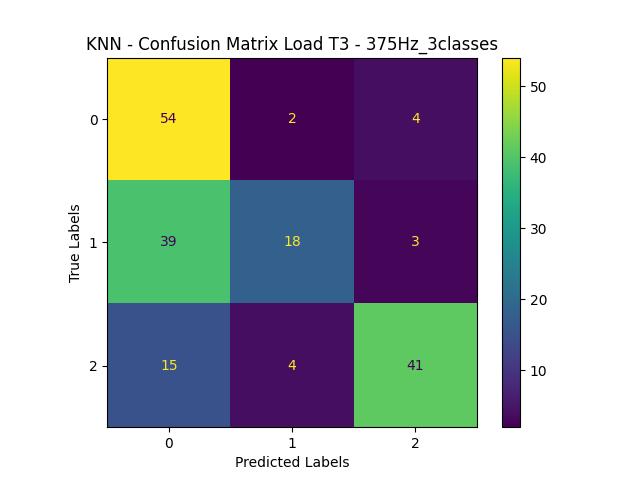 KNN - Confusion Matrix Load T3 - 375Hz_3classes
True Labels
0 54 2 4
1 39 18 3
2 15 4 41
0 1 2
Predicted Labels
50
40
30
20
10